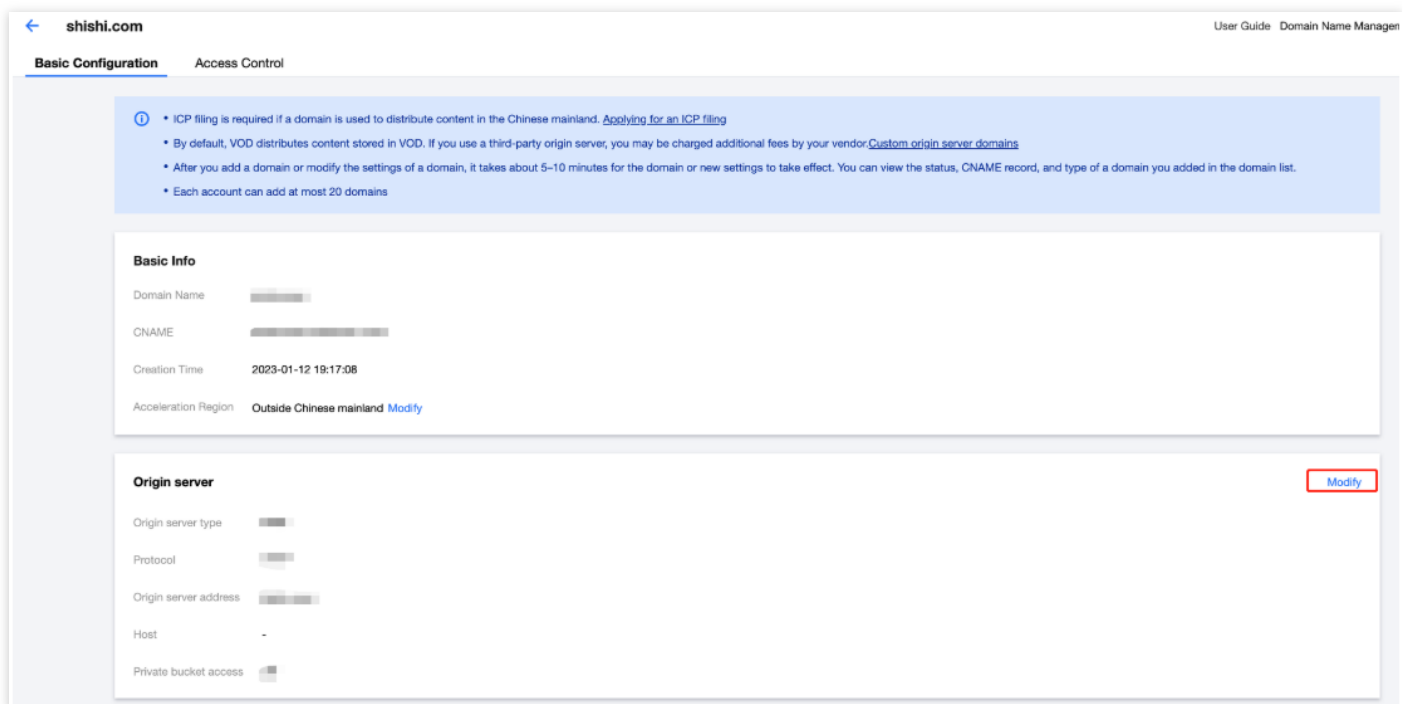 ← shishi.com
User Guide Domain Name Managen
Basic Configuration Access Control
• ICP filing is required if a domain is used to distribute content in the Chinese mainland. Applying for an ICP filing
• By default, VOD distributes content stored in VOD. If you use a third-party origin server, you may be charged additional fees by your vendor.Custom origin server domains
• After you add a domain or modify the settings of a domain, it takes about 5–10 minutes for the domain or new settings to take effect. You can view the status, CNAME record, and type of a domain you added in the domain list.
• Each account can add at most 20 domains
Basic Info
Domain Name
CNAME
Creation Time 2023-01-12 19:17:08
Acceleration Region Outside Chinese mainland Modify
Origin server Modify
Origin server type
Protocol
Origin server address
Host -
Private bucket access